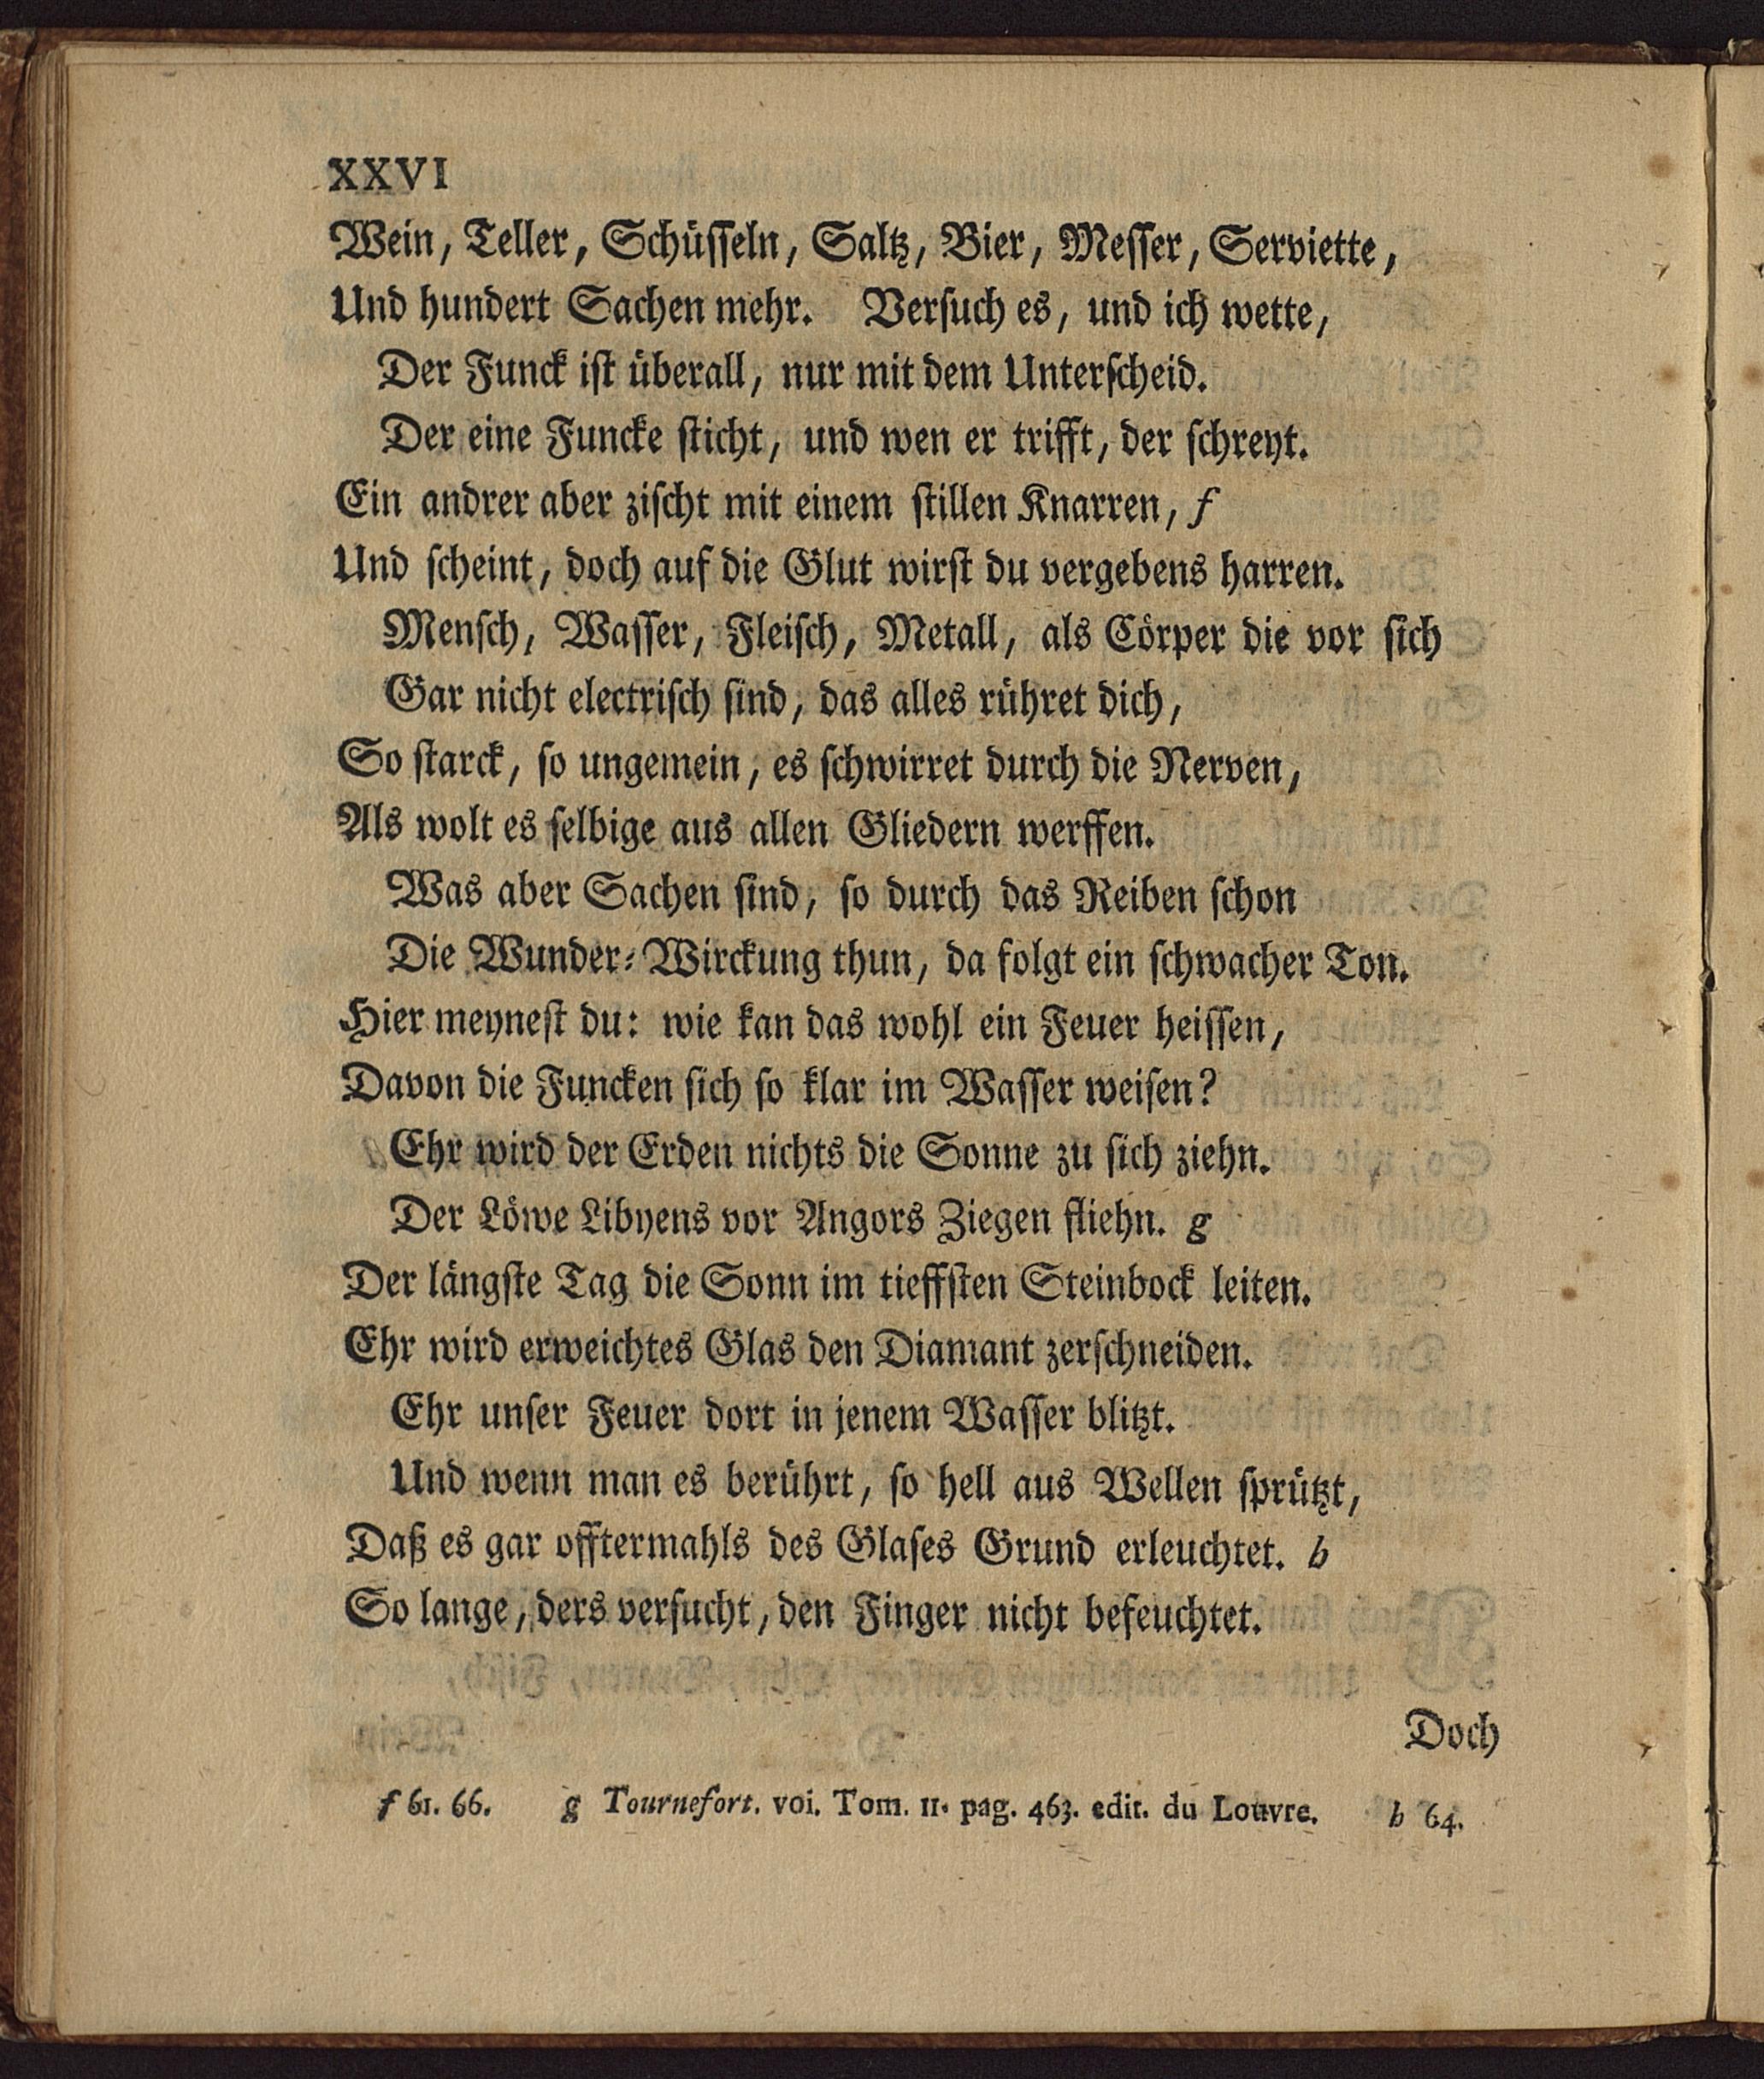 XXVI
Wein, Teller, Schüſſeln, Saltz, Bier, Meſſer, Serviette,
Und hundert Sachen mehr. Verſuch es, und ich wette,
Der Funck iſt überall, nur mit dem Unterſcheid.
Der eine Funcke ſticht, und wen er trifft, der ſchreyt.
Ein andrer aber ziſcht mit einem ſtillen Knarren, f
Und ſcheint, doch auf die Glut wirſt du vergebens harren.
Menſch, Waſſer, Fleiſch, Metall, als Cörper die vor ſich
Gar nicht electriſch ſind, das alles rühret dich,
So ſtarck, ſo ungemein, es ſchwirret durch die Nerven,
Als wolt es ſelbige aus allen Gliedern werffen.
Was aber Sachen ſind, ſo durch das Reiben ſchon
Die Wunder-Wirckung thun, da folgt ein ſchwacher Ton.
Hier meyneſt du: wie kan das wohl ein Feuer heiſſen,
Davon die Funcken ſich ſo klar im Waſſer weiſen?
Ehr wird der Erden nichts die Sonne zu ſich ziehn.
Der Löwe Libyens vor Angors Ziegen fliehn. g
Der längſte Tag die Sonn im tieffſten Steinbock leiten.
Ehr wird erweichtes Glas den Diamant zerſchneiden.
Ehr unſer Feuer dort in jenem Waſſer blitzt.
Und wenn man es berührt, ſo hell aus Wellen ſprützt,
Daß es gar offtermahls des Glaſes Grund erleuchtet. h
So lange, ders verſucht, den Finger nicht befeuchtet.
Doch
f 61. 66. g Tournefort. voi. Tom. II. pag. 463. edit. du Louvre. h 64.